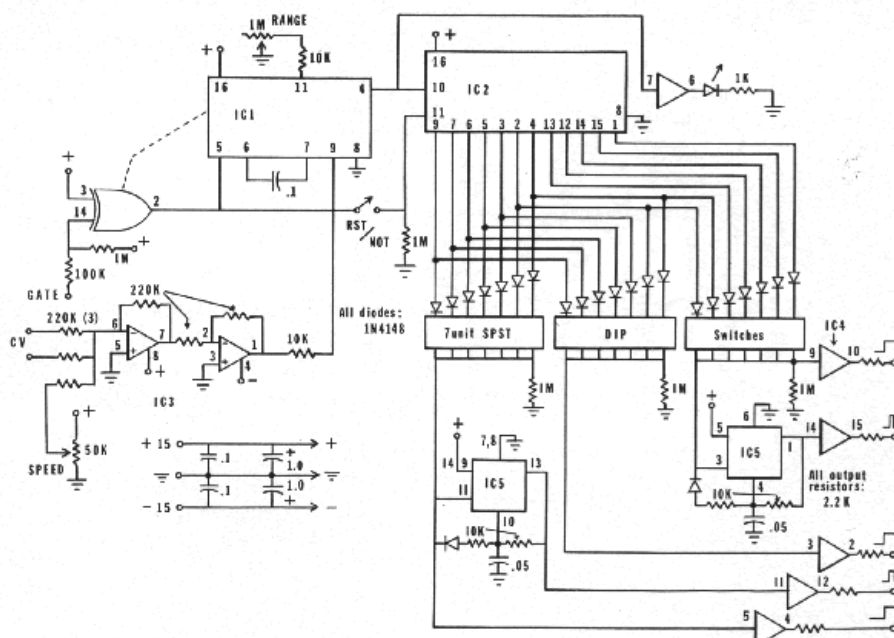 1M RANGE
10K
+
16
11
4
IC1
5
6
7
9
8
.1
+
3
14
2
1M
+
100K
GATE
RST
/NOT
1M
+
16
10
IC2
11
8
9 7 6 5 3 2 4 13 12 14 15 1
7
6
1K
220K
220K (3)
6
7
5
8
+
2
1
3
4
-
10K
CV
IC3
+
50K
SPEED
+ 15
+
.1
+
1.0
.1
1.0
+
- 15
-
All diodes:
1N4148
7unit SPST
DIP
Switches
1M
1M
1M
IC4
9
10
+
6
5
IC5
3
1
4
14
15
10K
.05
All output
resistors:
2.2K
+
7,8
14
9
13
11
IC5
10
10K
.05
3
2
11
12
5
4